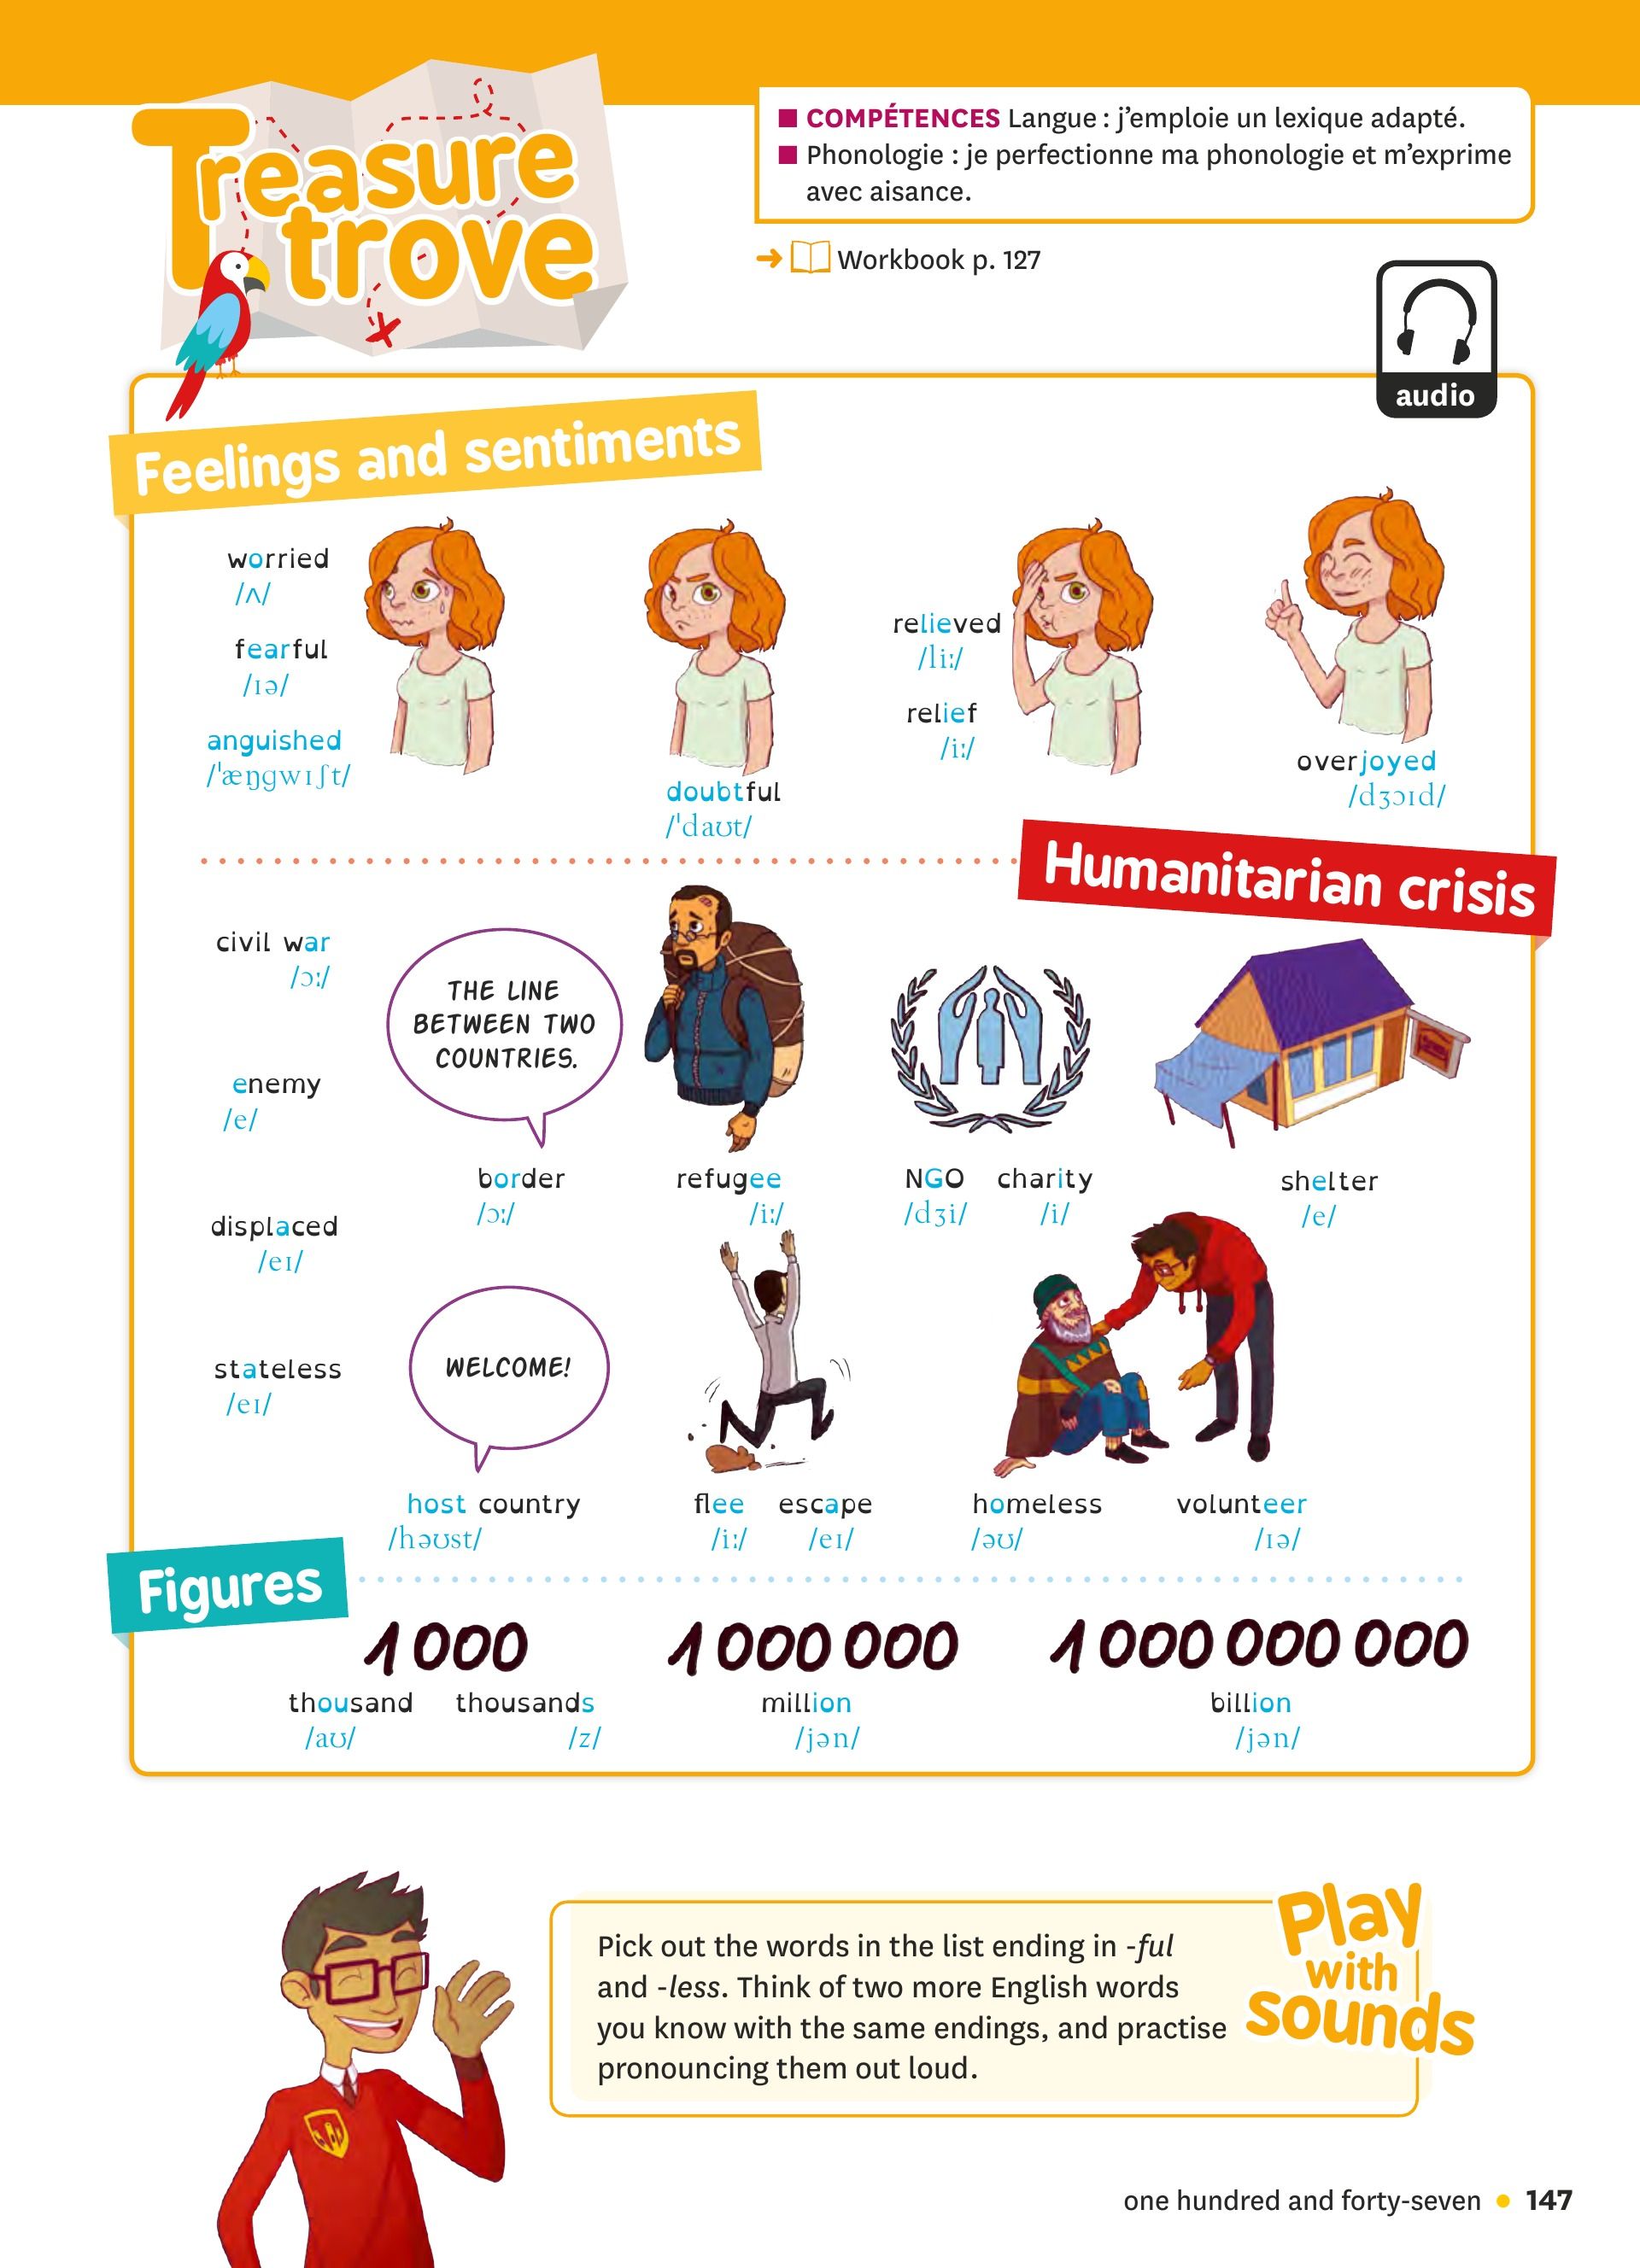 Treasure
trove
■ COMPÉTENCES Langue : j’emploie un lexique adapté.
■ Phonologie : je perfectionne ma phonologie et m’exprime
avec aisance.
➜ Workbook p. 127
audio
Feelings and sentiments
worried
/ʌ/
fearful
/ɪə/
anguished
/ˈæŋgwɪʃt/
doubtful
/ˈdaʊt/
relieved
/liː/
relief
/iː/
overjoyed
/dʒɔɪd/
Humanitarian crisis
civil war
/ɔː/
enemy
/e/
displaced
/eɪ/
stateless
/eɪ/
THE LINE
BETWEEN TWO
COUNTRIES.
border
/ɔː/
refugee
/iː/
NGO charity
/dʒi/ /i/
shelter
/e/
WELCOME!
host country
/həʊst/
flee escape
/iː/ /eɪ/
homeless volunteer
/əʊ/ /ɪə/
Figures
1 000
thousand thousands
/aʊ/ /z/
1 000 000
million
/jən/
1 000 000 000
billion
/jən/
Play
with
sounds
Pick out the words in the list ending in -ful
and -less. Think of two more English words
you know with the same endings, and practise
pronouncing them out loud.
one hundred and forty-seven • 147